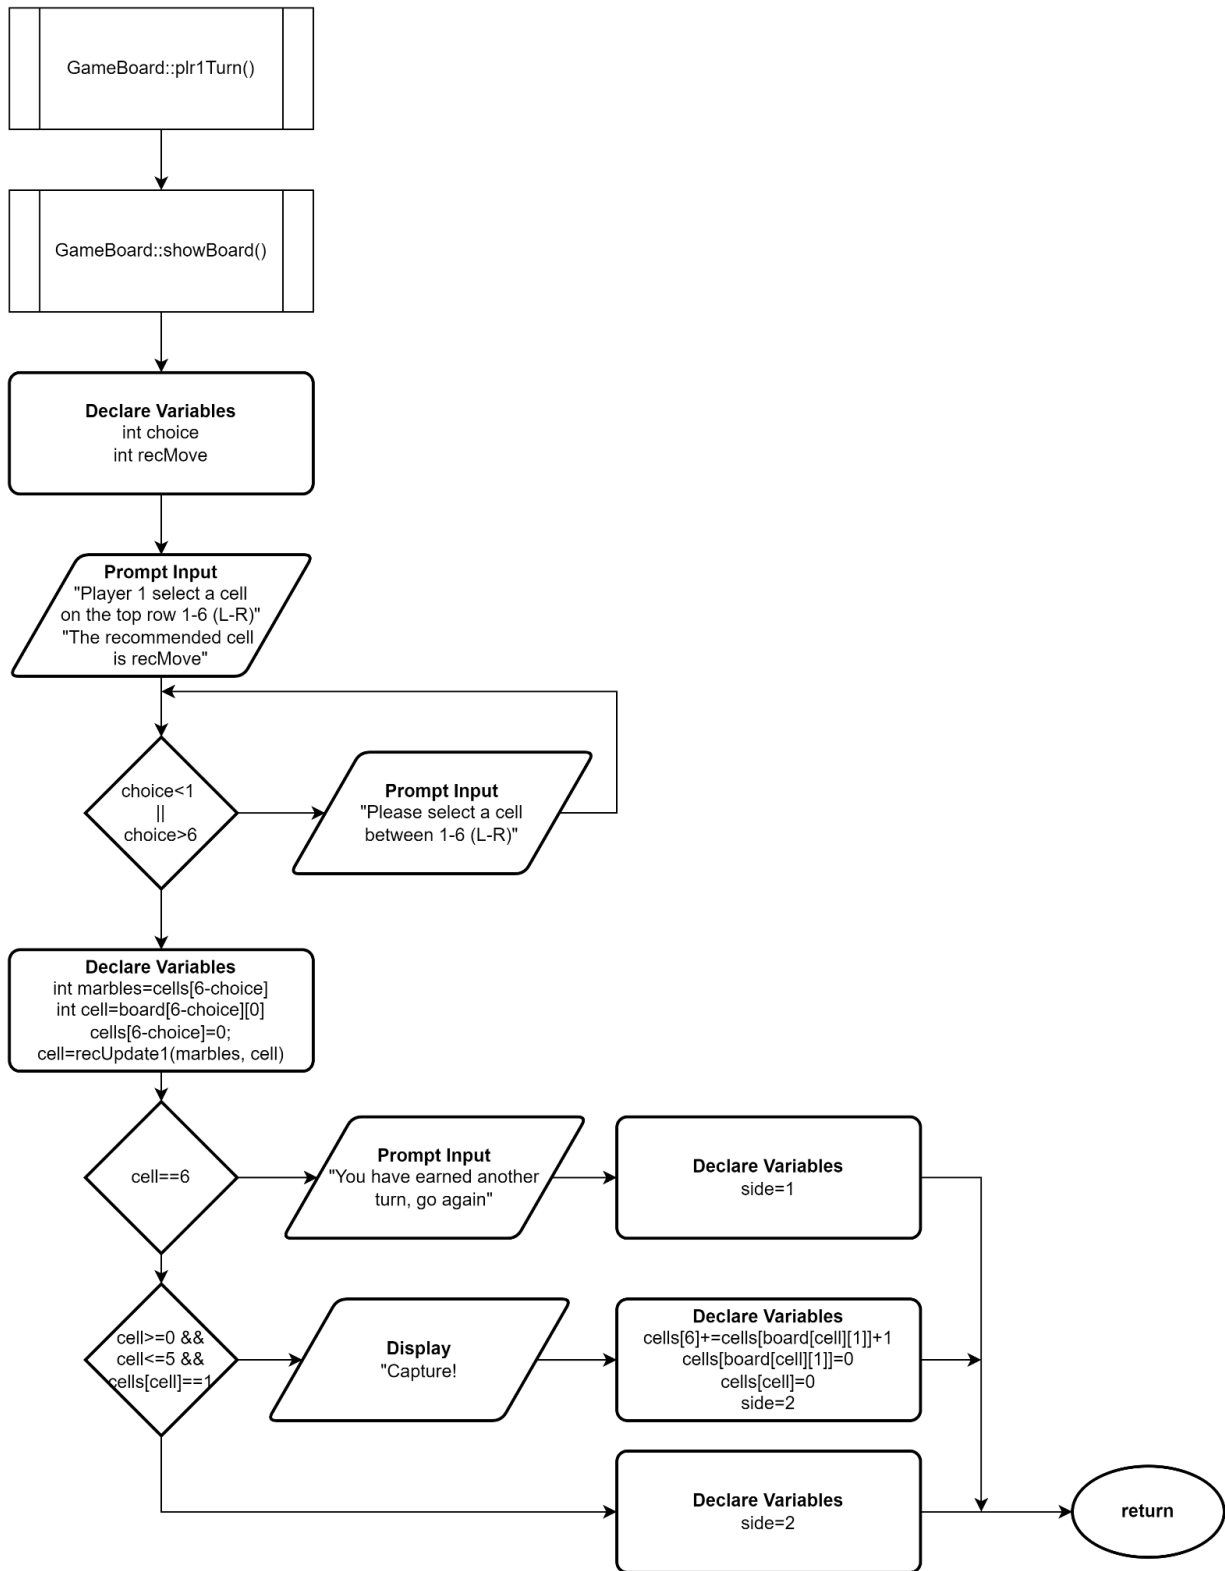 GameBoard::plr1Turn()
GameBoard::showBoard()
Declare Variables
int choice
int recMove
Prompt Input
"Player 1 select a cell
on the top row 1-6 (L-R)"
"The recommended cell
is recMove"
choice<1
||
choice>6
Prompt Input
"Please select a cell
between 1-6 (L-R)"
Declare Variables
int marbles=cells[6-choice]
int cell=board[6-choice][0]
cells[6-choice]=0;
cell=recUpdate1(marbles, cell)
cell==6
Prompt Input
"You have earned another
turn, go again"
Declare Variables
side=1
cell>=0 &&
cell<=5 &&
cells[cell]==1
Display
"Capture!
Declare Variables
cells[6]+=cells[board[cell][1]]+1
cells[board[cell][1]]=0
cells[cell]=0
side=2
Declare Variables
side=2
return